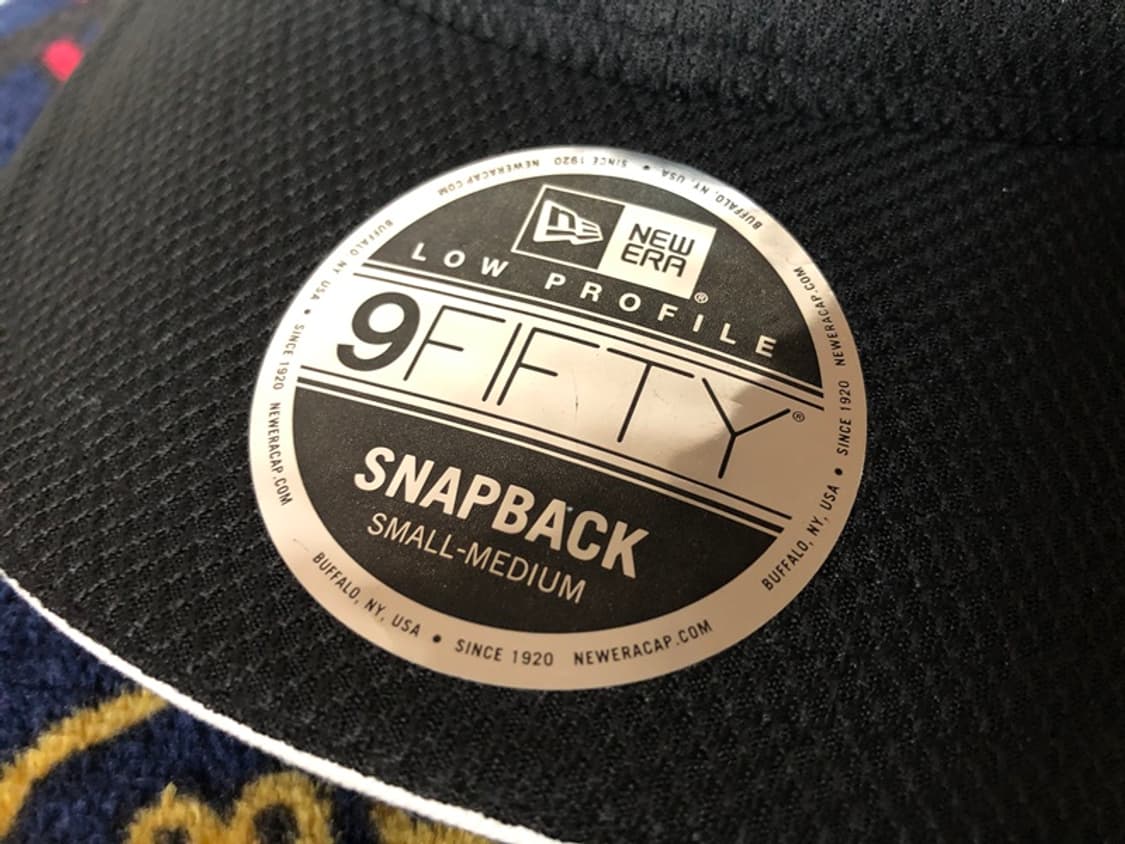 NEW
ERA®
LOW PROFILE
9FIFTY®
SNAPBACK
SMALL-MEDIUM
BUFFALO, NY, USA • SINCE 1920 NEWERACAP.COM
BUFFALO, NY, USA • SINCE 1920 NEWERACAP.COM
BUFFALO, NY, USA • SINCE 1920 NEWERACAP.COM
BUFFALO, NY, USA • SINCE 1920 NEWERACAP.COM